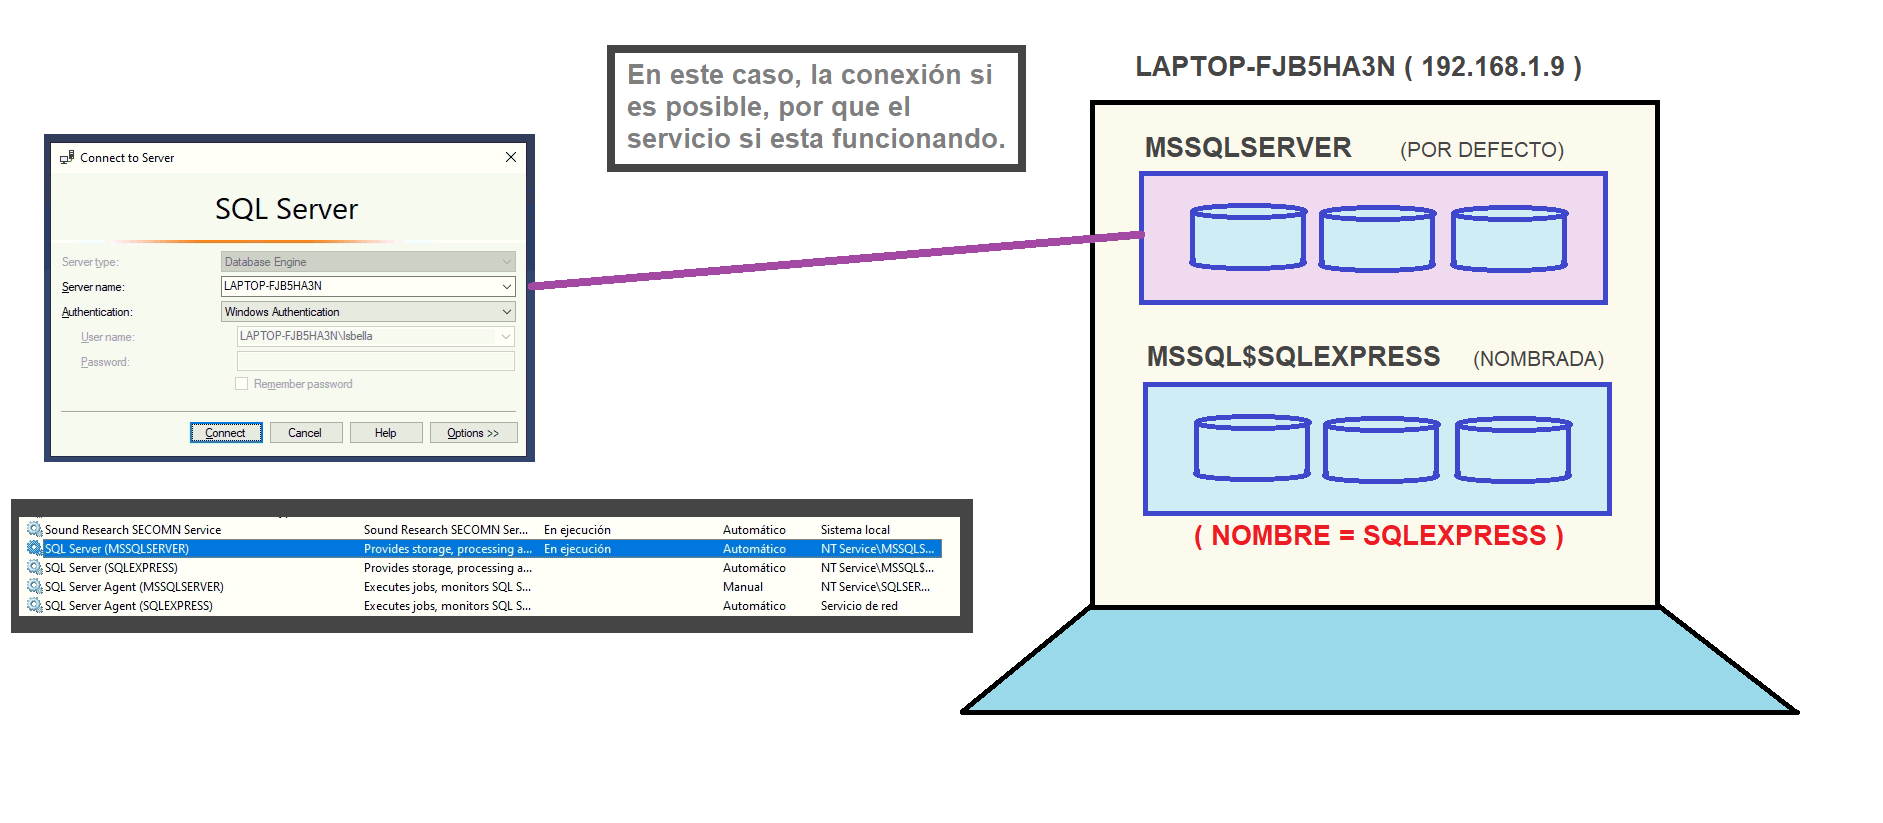 En este caso, la conexión si
es posible, por que el
servicio si esta funcionando.
LAPTOP-FJB5HA3N ( 192.168.1.9 )
MSSQLSERVER (POR DEFECTO)
MSSQL$SQLEXPRESS (NOMBRADA)
( NOMBRE = SQLEXPRESS )
Connect to Server
SQL Server
Server type: Database Engine
Server name: LAPTOP-FJB5HA3N
Authentication: Windows Authentication
User name: LAPTOP-FJB5HA3N\Isbella
Password:
Remember password
Connect Cancel Help Options >>
Sound Research SECOMN Service Sound Research SECOMN Ser... En ejecución Automático Sistema local
SQL Server (MSSQLSERVER) Provides storage, processing a... En ejecución Automático NT Service\MSSQLS...
SQL Server (SQLEXPRESS) Provides storage, processing a... Automático NT Service\MSSQL$...
SQL Server Agent (MSSQLSERVER) Executes jobs, monitors SQL S... Manual NT Service\SQLSER...
SQL Server Agent (SQLEXPRESS) Executes jobs, monitors SQL S... Automático Servicio de red